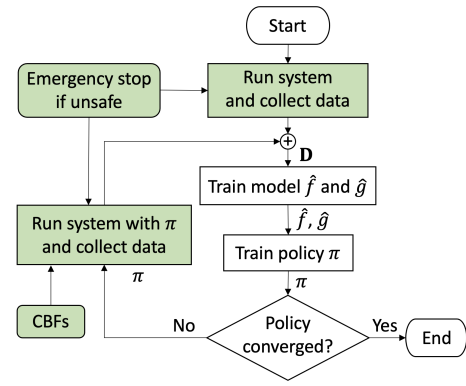 Start
Emergency stop
if unsafe
Run system
and collect data
+
D
Train model f̂ and ĝ
f̂, ĝ
Run system with π
and collect data
Train policy π
π
π
CBFs
No
Policy
converged?
Yes
End